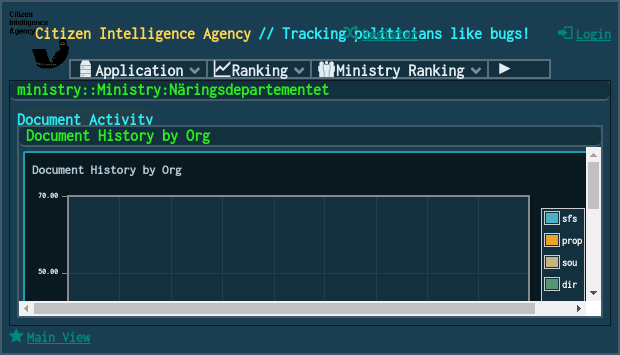 Citizen
Intelligence
Agency
Citizen Intelligence Agency // Tracking politicians like bugs!
Login
Application
Ranking
Ministry Ranking
ministry::Ministry:Näringsdepartementet
Document Activity
Document History by Org
Document History by Org
70.00
50.00
sfs
prop
sou
dir
Main View